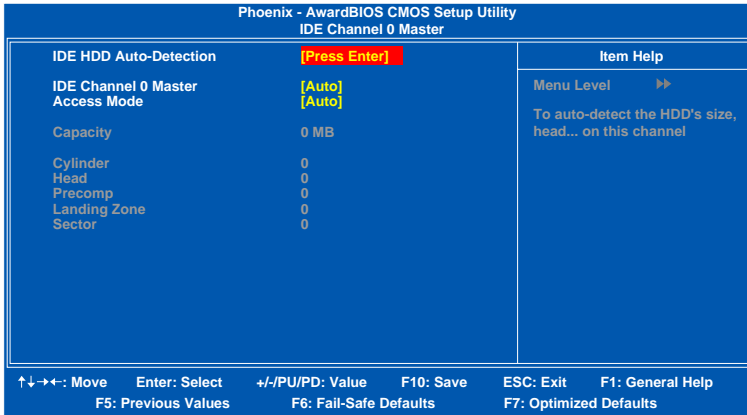 Phoenix - AwardBIOS CMOS Setup Utility
IDE Channel 0 Master
IDE HDD Auto-Detection [Press Enter]
IDE Channel 0 Master [Auto]
Access Mode [Auto]
Capacity 0 MB
Cylinder 0
Head 0
Precomp 0
Landing Zone 0
Sector 0
Item Help
Menu Level ▶▶
To auto-detect the HDD's size,
head... on this channel
↑↓→←: Move Enter: Select +/-/PU/PD: Value F10: Save ESC: Exit F1: General Help
F5: Previous Values F6: Fail-Safe Defaults F7: Optimized Defaults